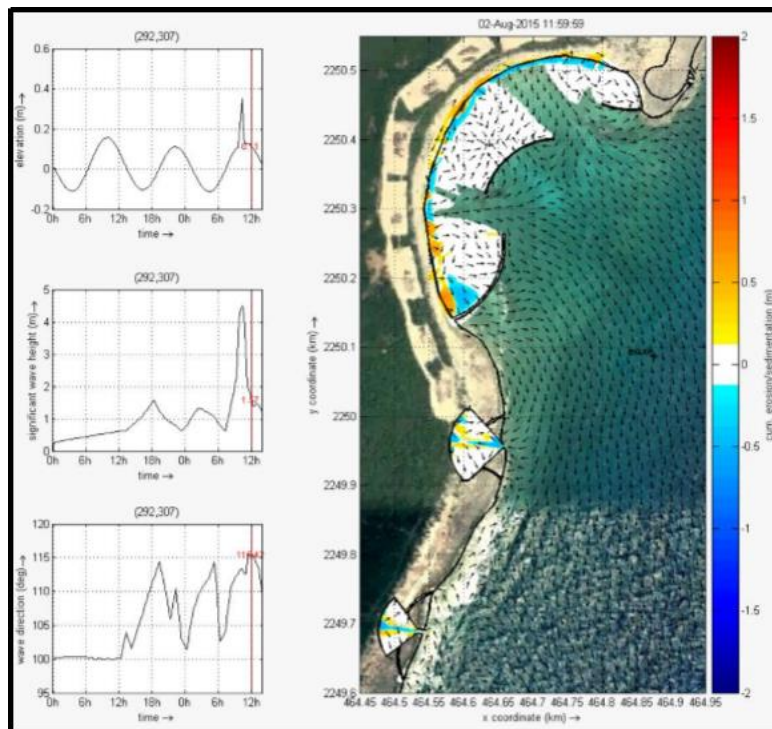 (292,307)
elevation (m)→
0.6
0.4
0.2
0
-0.2
0h 6h 12h 18h 0h 6h 12h
time →
(292,307)
significant wave height (m)→
5
4
3
2
1
0
0h 6h 12h 18h 0h 6h 12h
time →
(292,307)
wave direction (deg)→
120
115
110
105
100
95
0h 6h 12h 18h 0h 6h 12h
time →
02-Aug-2015 11:59:59
y coordinate (km) →
2250.5
2250.4
2250.3
2250.2
2250.1
2250
2249.9
2249.8
2249.7
2249.6
464.45 464.5 464.55 464.6 464.65 464.7 464.75 464.8 464.85 464.9 464.95
x coordinate (km) →
2
1.5
1
0.5
0
-0.5
-1
-1.5
-2
cum. erosion/sedimentation (m)